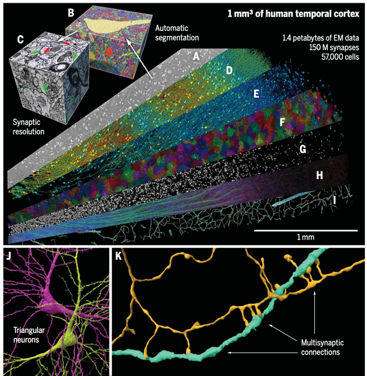 1 mm³ of human temporal cortex
1.4 petabytes of EM data
150 M synapses
57,000 cells
B
Automatic
segmentation
C
Synaptic
resolution
A
D
E
F
G
H
I
1 mm
J
Triangular
neurons
K
Multisynaptic
connections